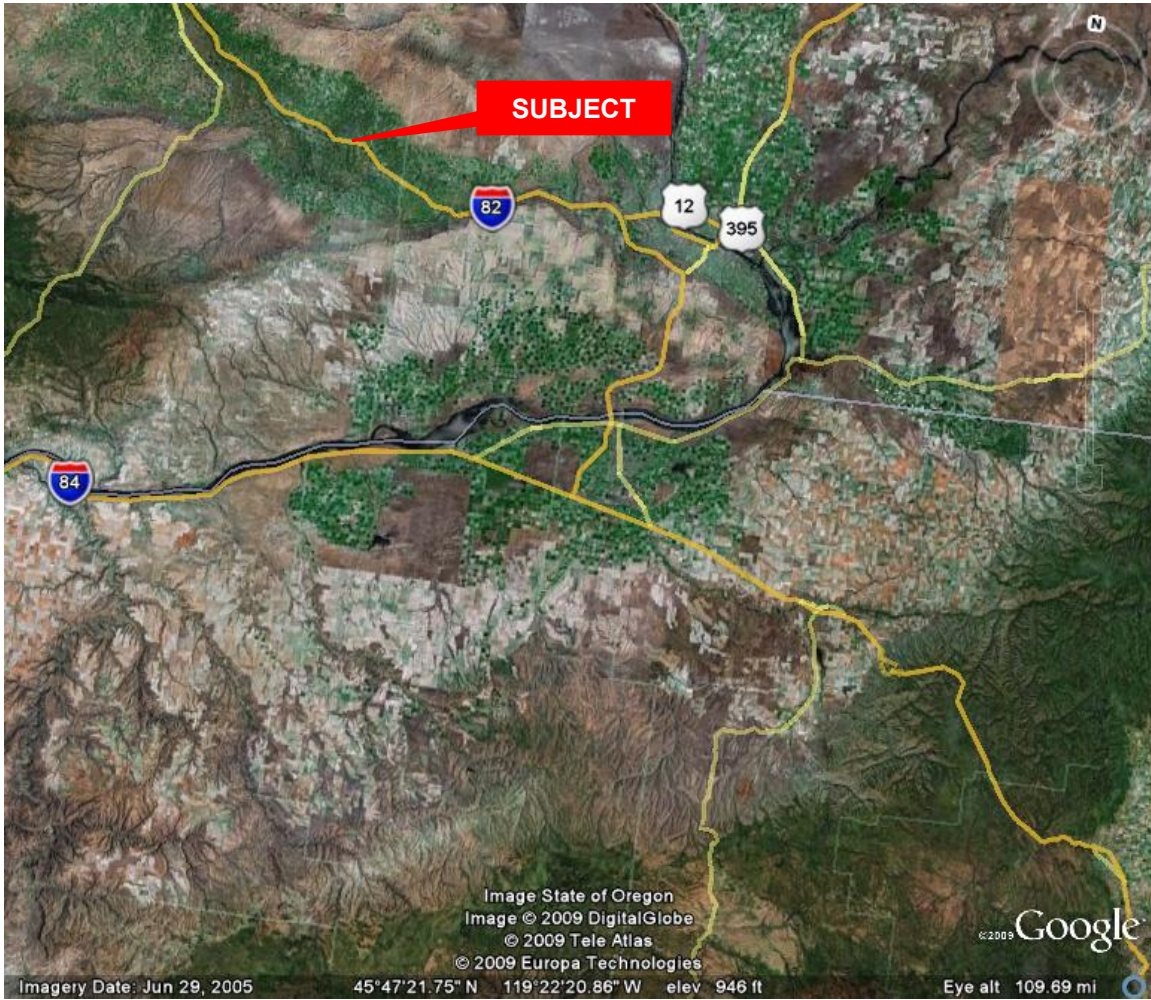 N
SUBJECT
82
12
395
84
Image State of Oregon
Image © 2009 DigitalGlobe
© 2009 Tele Atlas
© 2009 Europa Technologies
©2009 Google
Imagery Date: Jun 29, 2005 45°47'21.75" N 119°22'20.86" W elev 946 ft Eye alt 109.69 mi